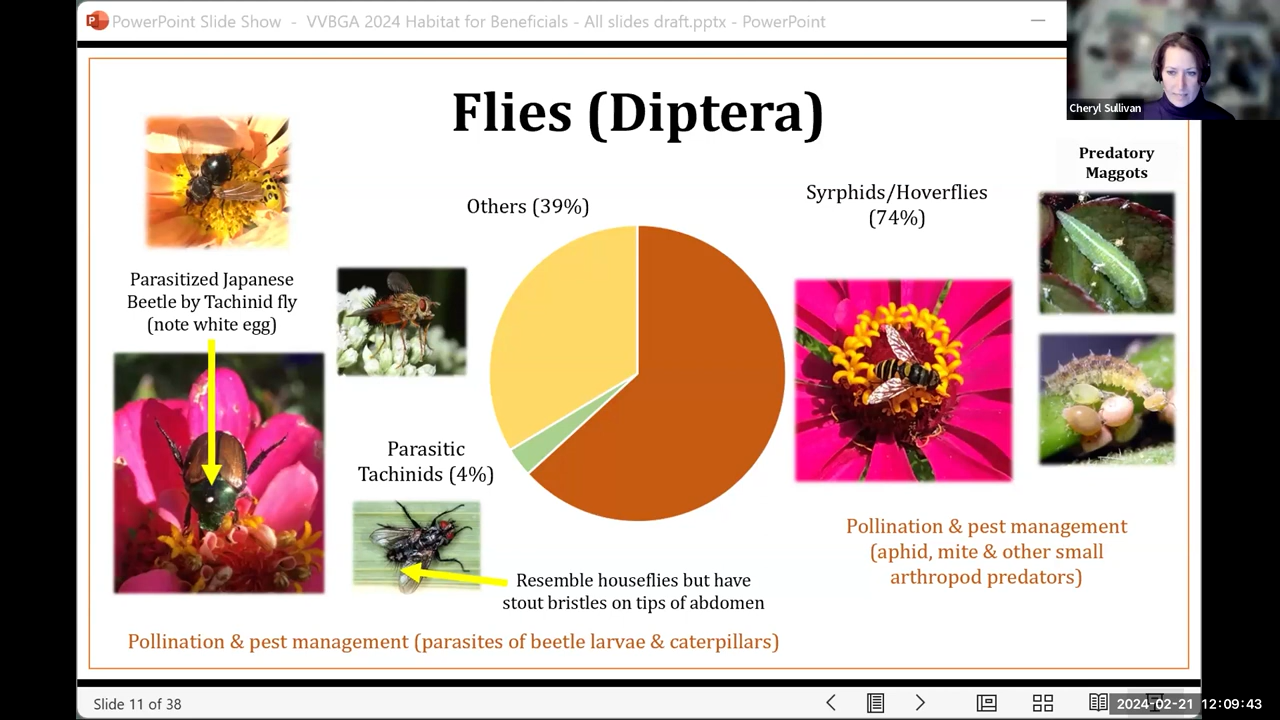 PowerPoint Slide Show - VVBGA 2024 Habitat for Beneficials - All slides draft.pptx - PowerPoint
Cheryl Sullivan
Flies (Diptera)
Predatory
Maggots
Syrphids/Hoverflies
(74%)
Others (39%)
Parasitized Japanese
Beetle by Tachinid fly
(note white egg)
Parasitic
Tachinids (4%)
Pollination & pest management
(aphid, mite & other small
arthropod predators)
Resemble houseflies but have
stout bristles on tips of abdomen
Pollination & pest management (parasites of beetle larvae & caterpillars)
Slide 11 of 38
2024-02-21 12:09:43